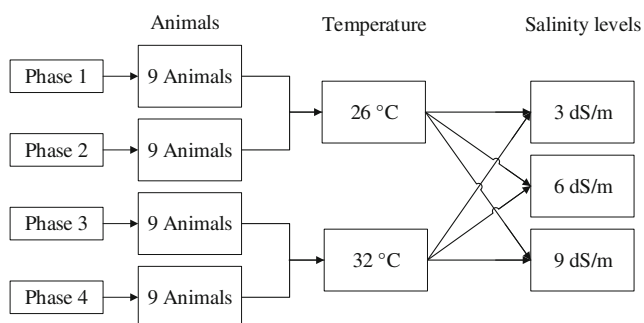 Animals Temperature Salinity levels
Phase 1 9 Animals
26 °C 3 dS/m
Phase 2 9 Animals
6 dS/m
Phase 3 9 Animals
32 °C 9 dS/m
Phase 4 9 Animals